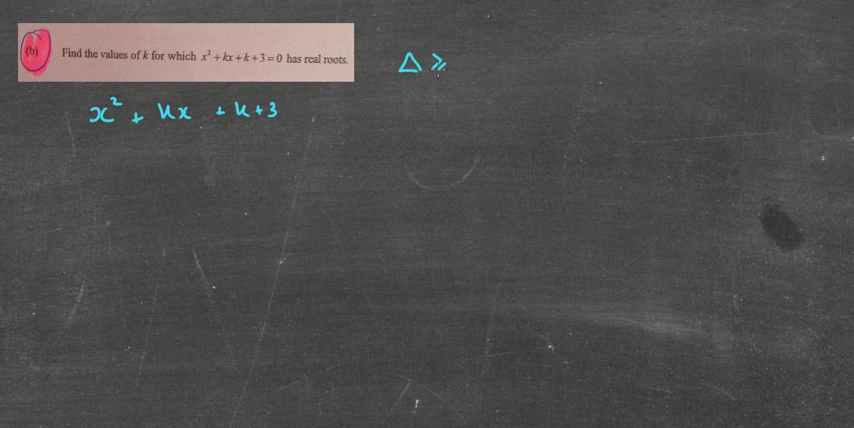 (b) Find the values of k for which x² + kx + k + 3 = 0 has real roots.
Δ ≥
x² + kx + k + 3